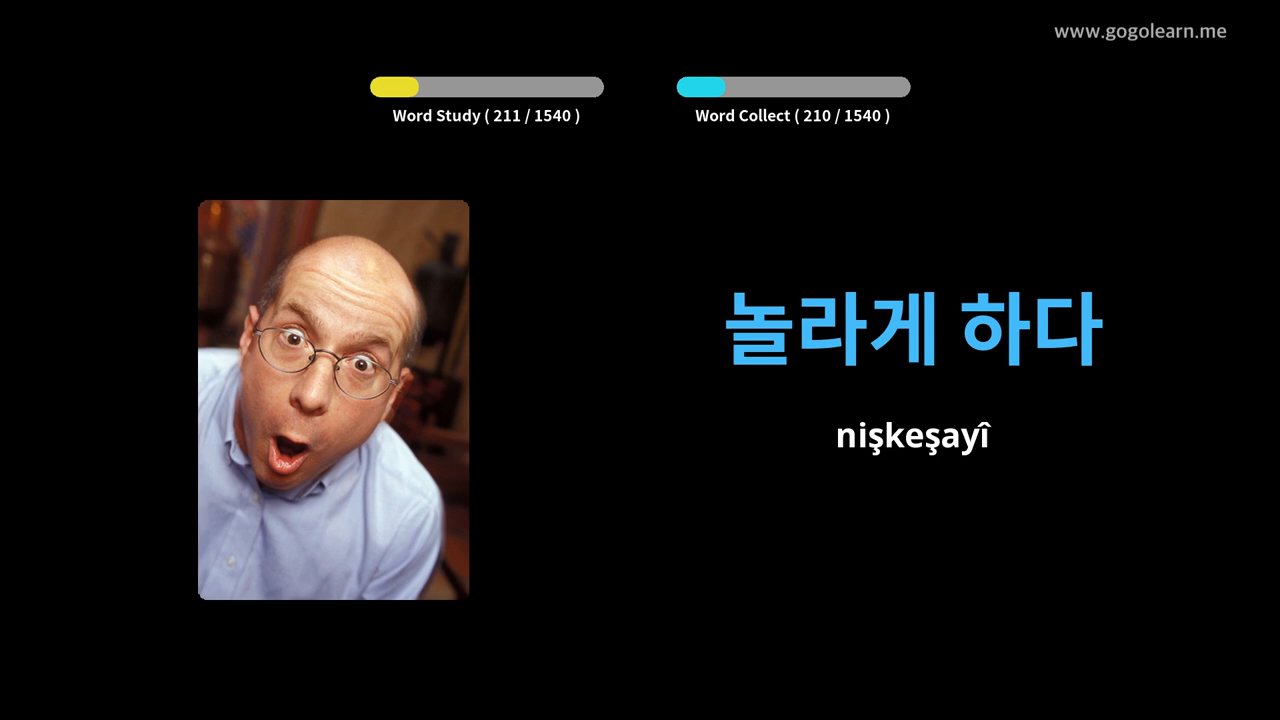 www.gogolearn.me
Word Study ( 211 / 1540 )
Word Collect ( 210 / 1540 )
놀라게 하다
nişkeşayî